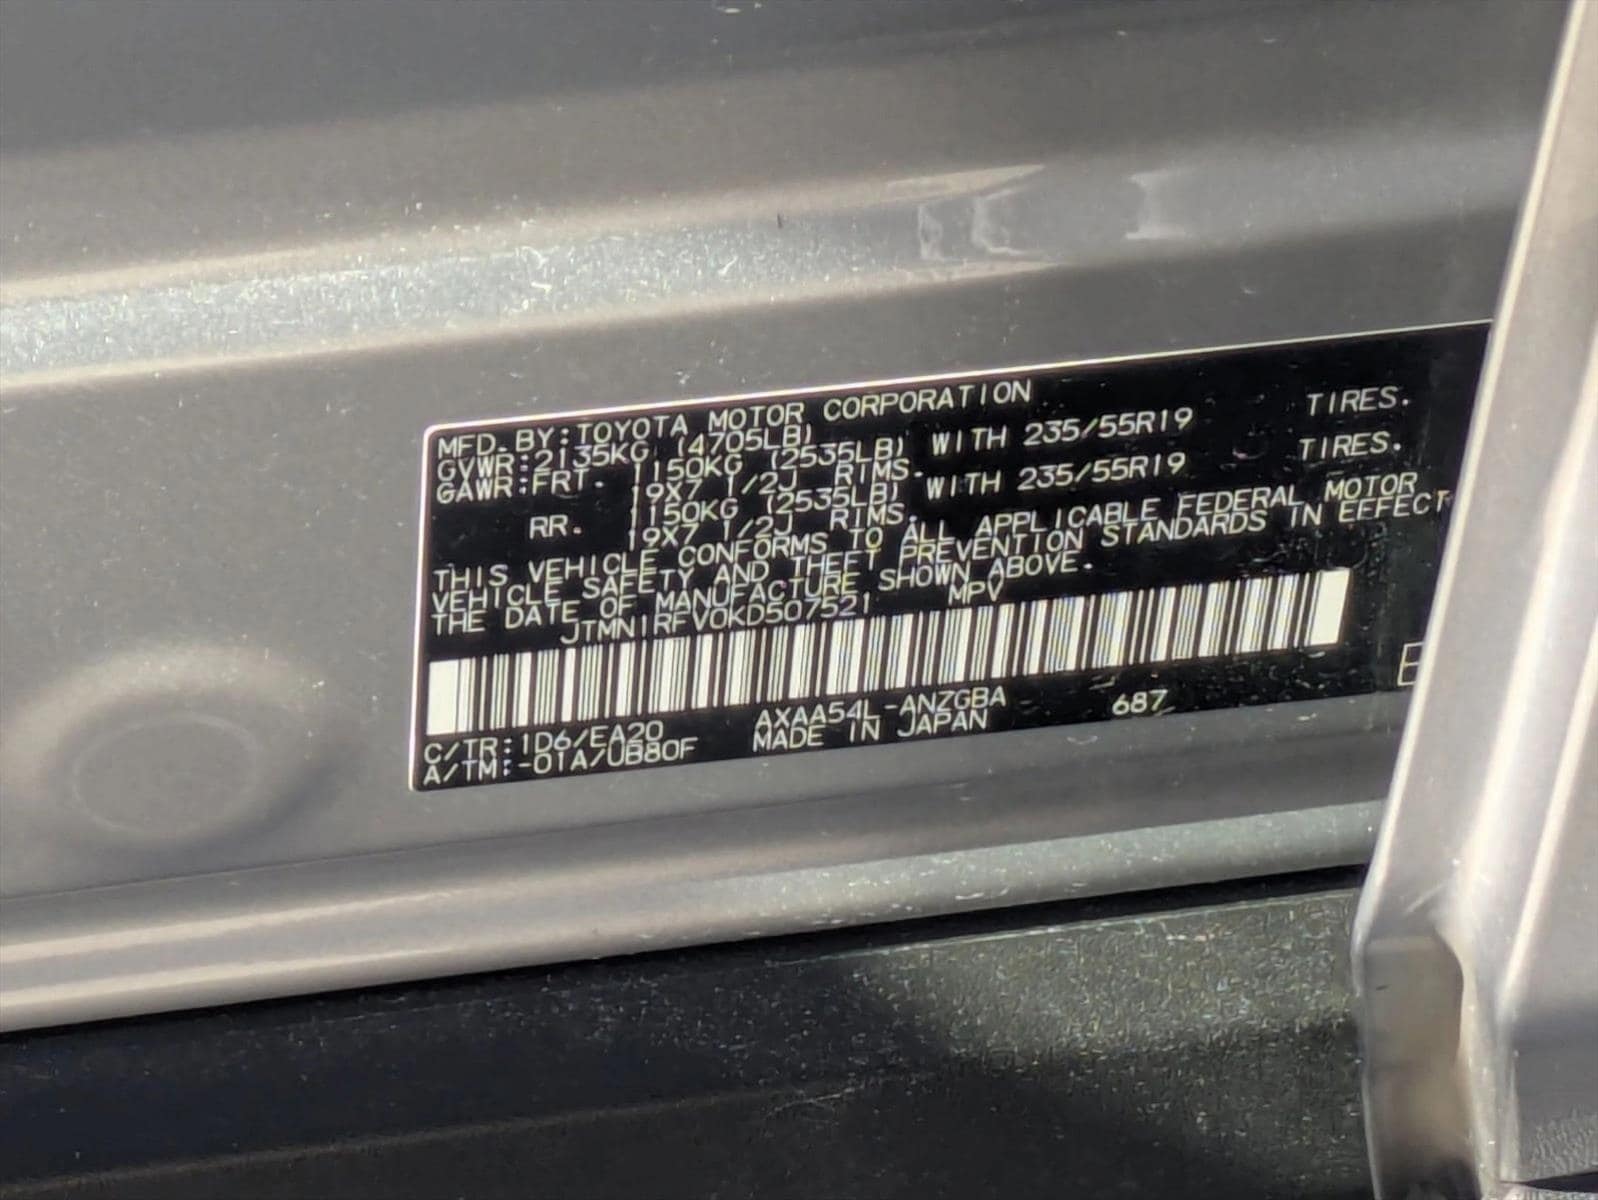 MFD. BY: TOYOTA MOTOR CORPORATION
GVWR: 2135KG (4705LB)
GAWR: FRT. 1150KG (2535LB) WITH 235/55R19 TIRES.
19X7 1/2J RIMS.
RR. 1150KG (2535LB) WITH 235/55R19 TIRES.
19X7 1/2J RIMS.
THIS VEHICLE CONFORMS TO ALL APPLICABLE FEDERAL MOTOR
VEHICLE SAFETY AND THEFT PREVENTION STANDARDS IN EFFECT
THE DATE OF MANUFACTURE SHOWN ABOVE.
JTMN1RFV0KD507521 MPV
C/TR: 1D6/EA20 AXAA54L-ANZGBA 687
A/TM: -01A/UB80F MADE IN JAPAN